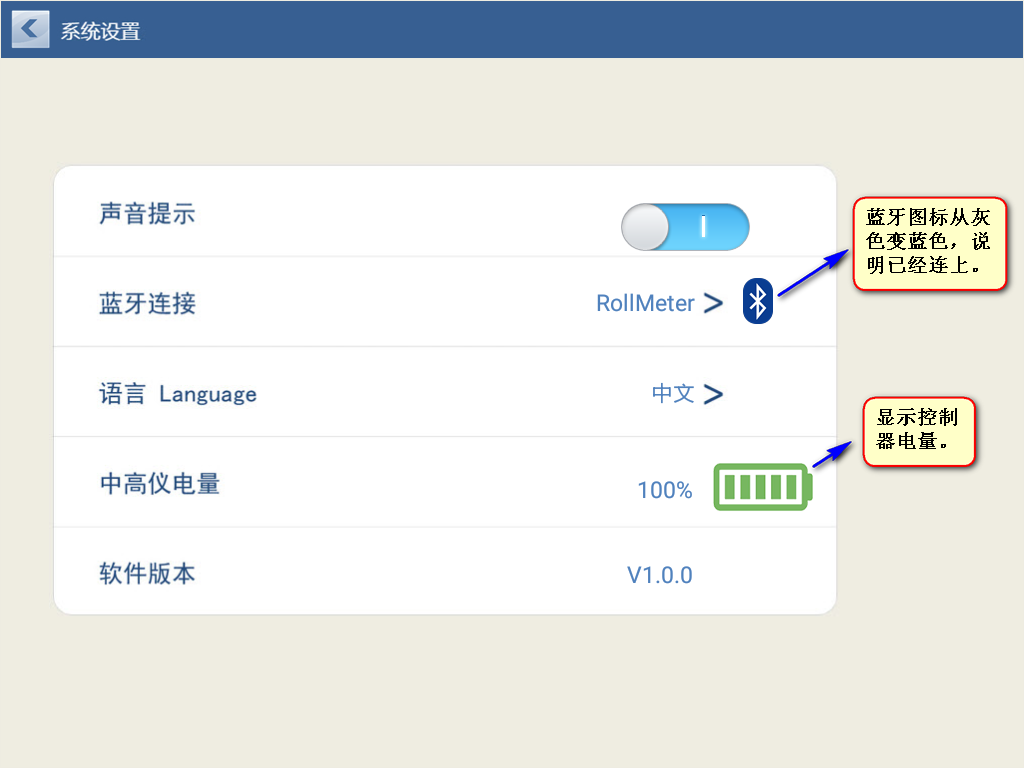 系统设置
声音提示
蓝牙连接 RollMeter >
语言 Language 中文 >
中高仪电量 100%
软件版本 V1.0.0
蓝牙图标从灰
色变蓝色，说
明已经连上。
显示控制
器电量。